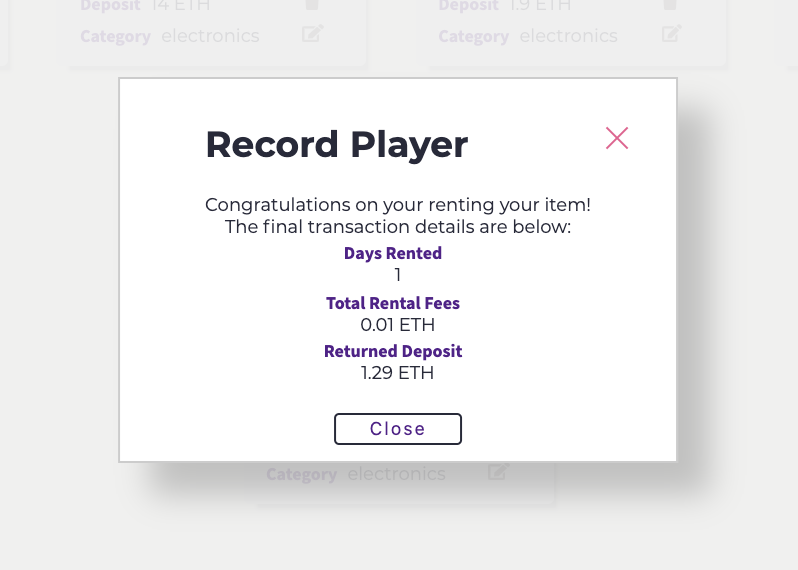 Deposit 14 ETH
Deposit 1.9 ETH
Category electronics
Category electronics
Record Player
Congratulations on your renting your item!
The final transaction details are below:
Days Rented
1
Total Rental Fees
0.01 ETH
Returned Deposit
1.29 ETH
Close
Category electronics